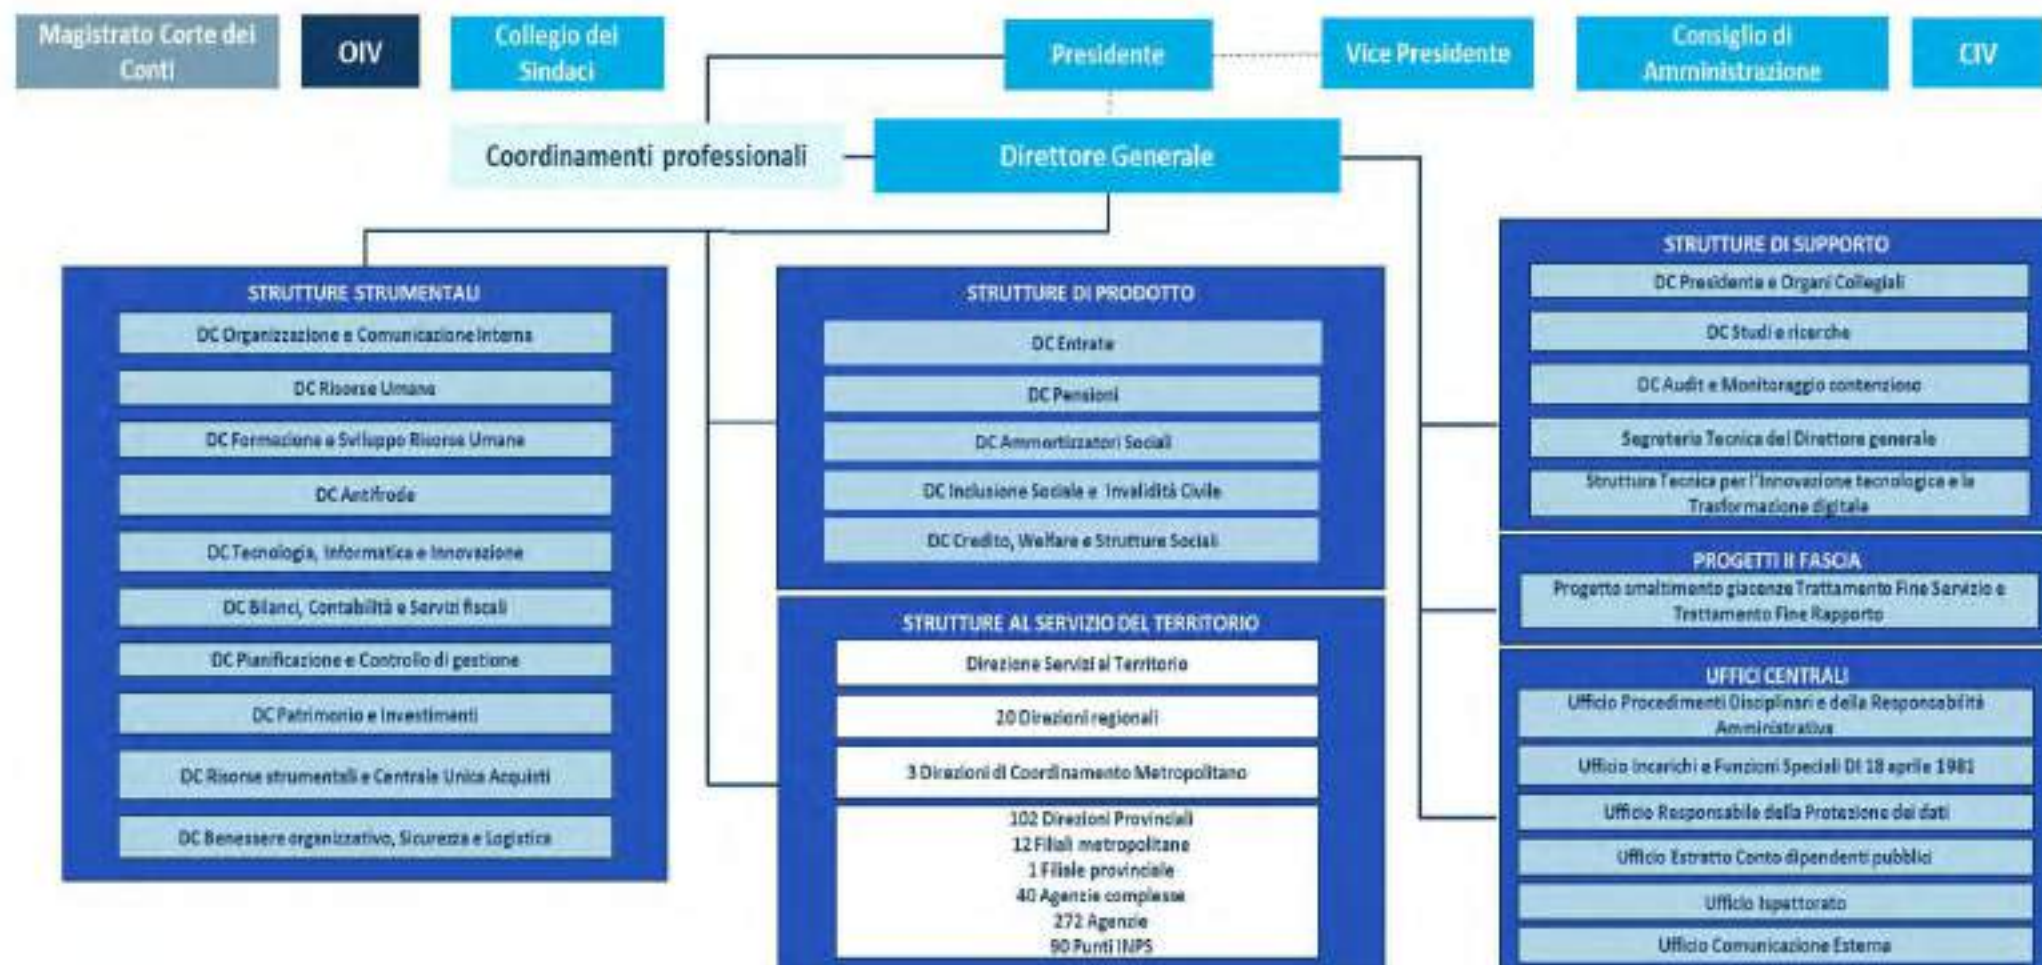 Magistrato Corte dei
Conti
OIV
Collegio dei
Sindaci
Presidente
Vice Presidente
Consiglio di
Amministrazione
CIV
Coordinamenti professionali
Direttore Generale
STRUTTURE STRUMENTALI
DC Organizzazione e Comunicazione Interna
DC Risorse Umane
DC Formazione e Sviluppo Risorse Umane
DC Antifrode
DC Tecnologia, Informatica e Innovazione
DC Bilanci, Contabilità e Servizi fiscali
DC Pianificazione e Controllo di gestione
DC Patrimonio e Investimenti
DC Risorse strumentali e Centrale Unica Acquisti
DC Benessere organizzativo, Sicurezza e Logistica
STRUTTURE DI PRODOTTO
DC Entrate
DC Pensioni
DC Ammortizzatori Sociali
DC Inclusione Sociale e Invalidità Civile
DC Credito, Welfare e Strutture Sociali
STRUTTURE AL SERVIZIO DEL TERRITORIO
Direzione Servizi al Territorio
20 Direzioni regionali
3 Direzioni di Coordinamento Metropolitano
102 Direzioni Provinciali
12 Filiali metropolitane
1 Filiale provinciale
40 Agenzie complesse
272 Agenzie
90 Punti INPS
STRUTTURE DI SUPPORTO
DC Presidente e Organi Collegiali
DC Studi e ricerche
DC Audit e Monitoraggio contenzioso
Segreteria Tecnica del Direttore generale
Struttura Tecnica per l'Innovazione tecnologica e la
Trasformazione digitale
PROGETTI II FASCIA
Progetto smaltimento giacenze Trattamento Fine Servizio e
Trattamento Fine Rapporto
UFFICI CENTRALI
Ufficio Procedimenti Disciplinari e della Responsabilità
Amministrativa
Ufficio Incarichi e Funzioni Speciali DI 18 aprile 1981
Ufficio Responsabile della Protezione dei dati
Ufficio Estratto Conto dipendenti pubblici
Ufficio Ispettorato
Ufficio Comunicazione Esterna